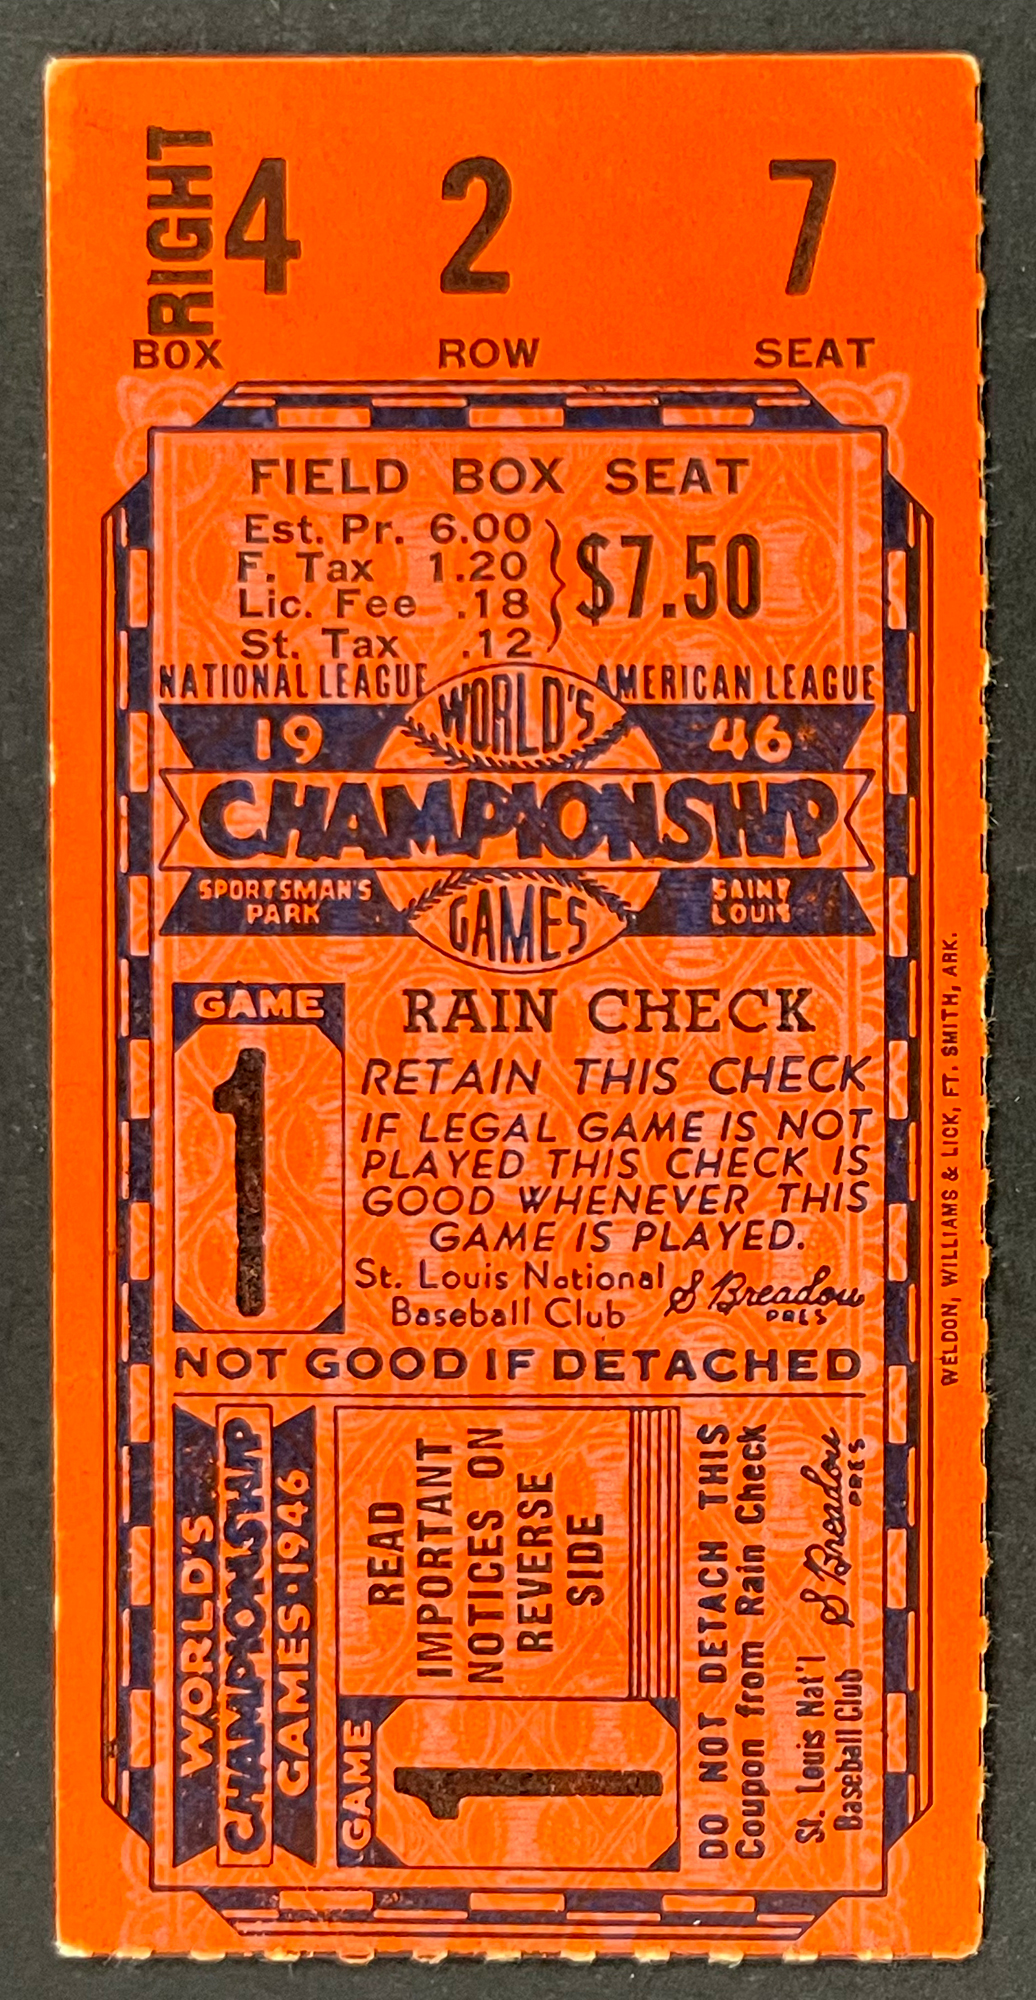 RIGHT 4 2 7
BOX ROW SEAT
FIELD BOX SEAT
Est. Pr. 6.00
F. Tax 1.20
Lic. Fee .18
St. Tax .12
$7.50
NATIONAL LEAGUE AMERICAN LEAGUE
WORLD'S
19 46
CHAMPIONSHIP
SPORTSMAN'S
PARK
GAMES
SAINT
LOUIS
GAME
1
RAIN CHECK
RETAIN THIS CHECK
IF LEGAL GAME IS NOT
PLAYED THIS CHECK IS
GOOD WHENEVER THIS
GAME IS PLAYED.
St. Louis National
Baseball Club
S Breadon
PRES
NOT GOOD IF DETACHED
WORLD'S
CHAMPIONSHIP
GAMES•1946
READ
IMPORTANT
NOTICES ON
REVERSE
SIDE
GAME
1
DO NOT DETACH THIS
Coupon from Rain Check
St. Louis Nat'l
Baseball Club
S Breadon
PRES
WELDON, WILLIAMS & LICK, FT. SMITH, ARK.